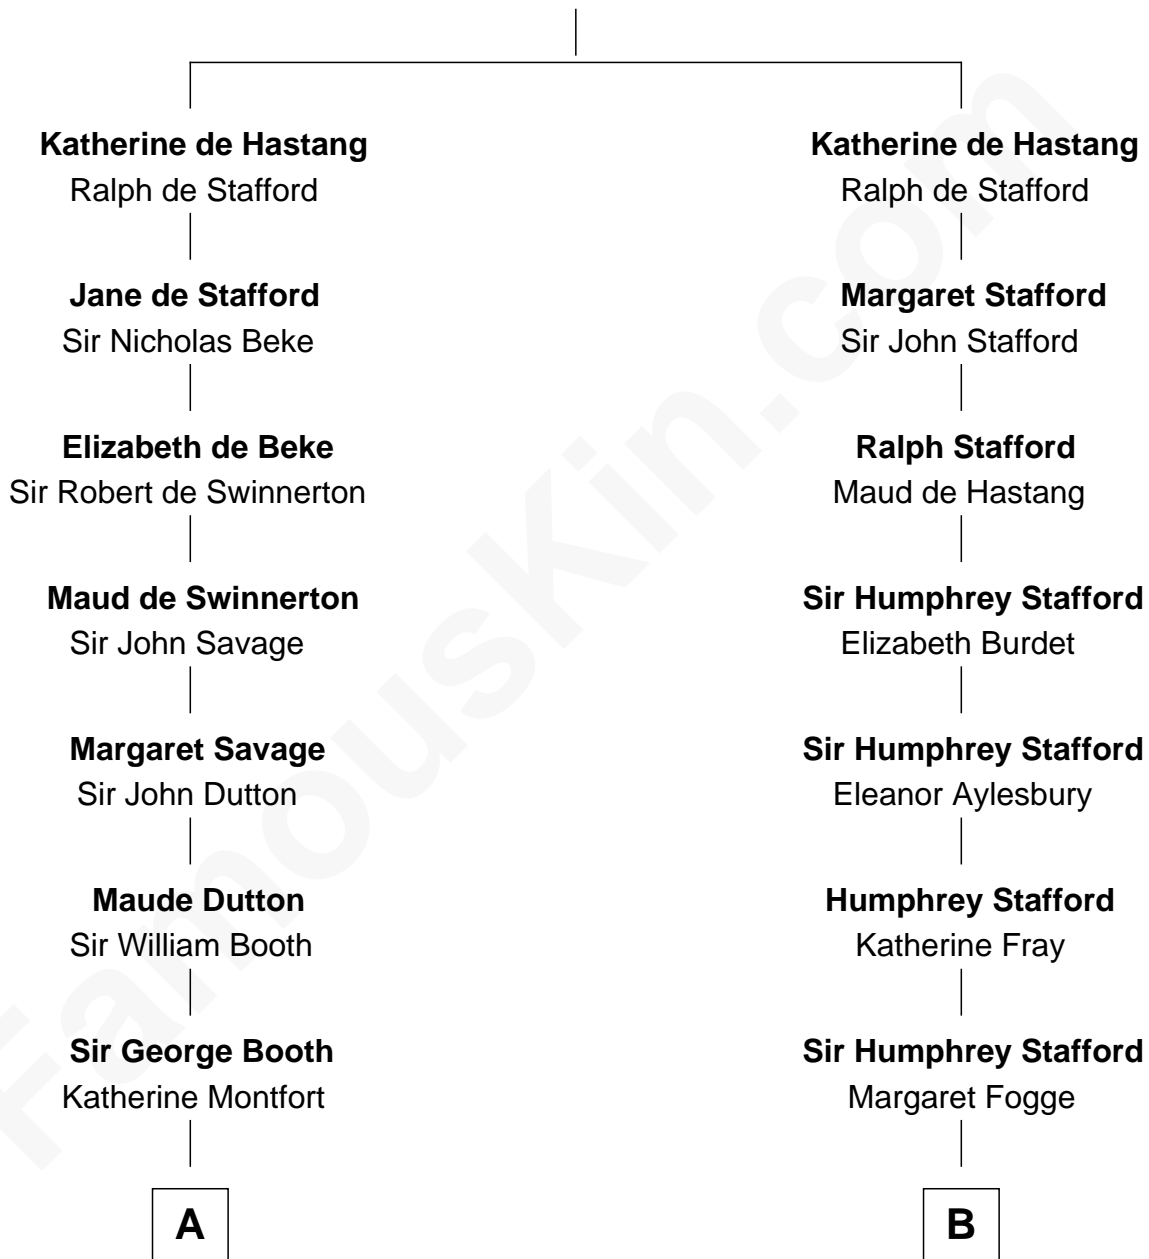 Katherine de Hastang
Ralph de Stafford
Jane de Stafford
Sir Nicholas Beke
Elizabeth de Beke
Sir Robert de Swinnerton
Maud de Swinnerton
Sir John Savage
Margaret Savage
Sir John Dutton
Maude Dutton
Sir William Booth
Sir George Booth
Katherine Montfort
A
Katherine de Hastang
Ralph de Stafford
Margaret Stafford
Sir John Stafford
Ralph Stafford
Maud de Hastang
Sir Humphrey Stafford
Elizabeth Burdet
Sir Humphrey Stafford
Eleanor Aylesbury
Humphrey Stafford
Katherine Fray
Sir Humphrey Stafford
Margaret Fogge
B
FamousKin.com